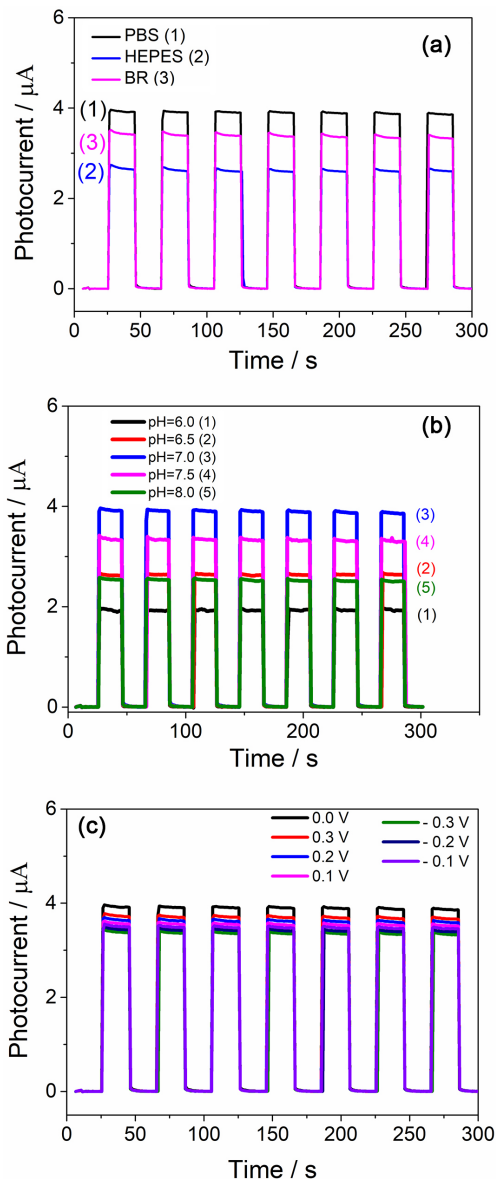 PBS (1)
HEPES (2)
BR (3)
(a)
(1)
(3)
(2)
6
4
2
0
Photocurrent / μA
0 50 100 150 200 250 300
Time / s
pH=6.0 (1)
pH=6.5 (2)
pH=7.0 (3)
pH=7.5 (4)
pH=8.0 (5)
(b)
(3)
(4)
(2)
(5)
(1)
6
4
2
0
Photocurrent / μA
0 100 200 300
Time / s
(c)
0.0 V
0.3 V
0.2 V
0.1 V
- 0.3 V
- 0.2 V
- 0.1 V
6
4
2
0
Photocurrent / μA
0 50 100 150 200 250 300
Time / s